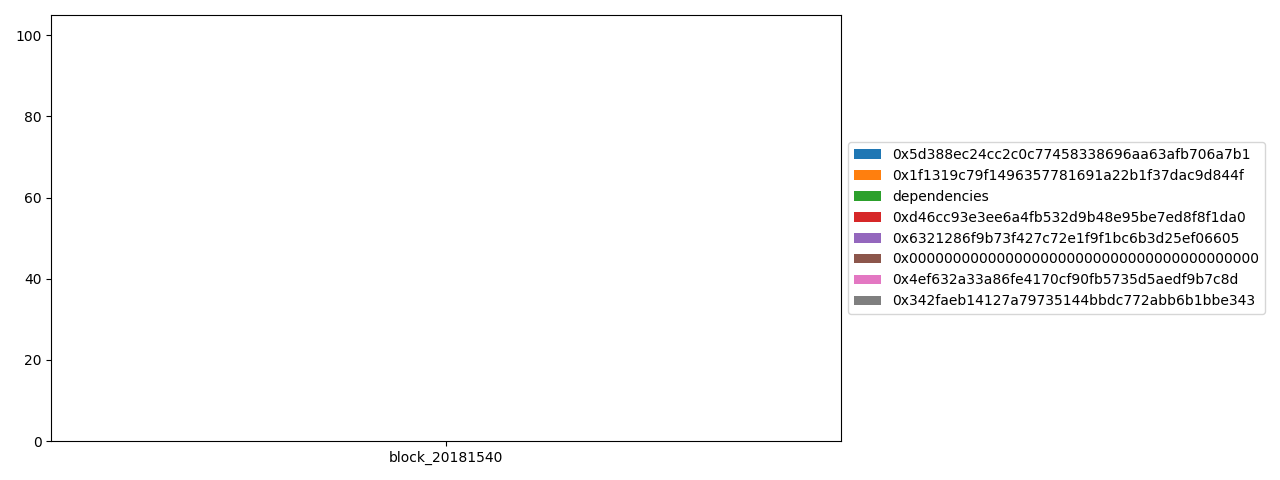 100
80
60
40
20
0
block_20181540
0x5d388ec24cc2c0c77458338696aa63afb706a7b1
0x1f1319c79f1496357781691a22b1f37dac9d844f
dependencies
0xd46cc93e3ee6a4fb532d9b48e95be7ed8f8f1da0
0x6321286f9b73f427c72e1f9f1bc6b3d25ef06605
0x0000000000000000000000000000000000000000
0x4ef632a33a86fe4170cf90fb5735d5aedf9b7c8d
0x342faeb14127a79735144bbdc772abb6b1bbe343